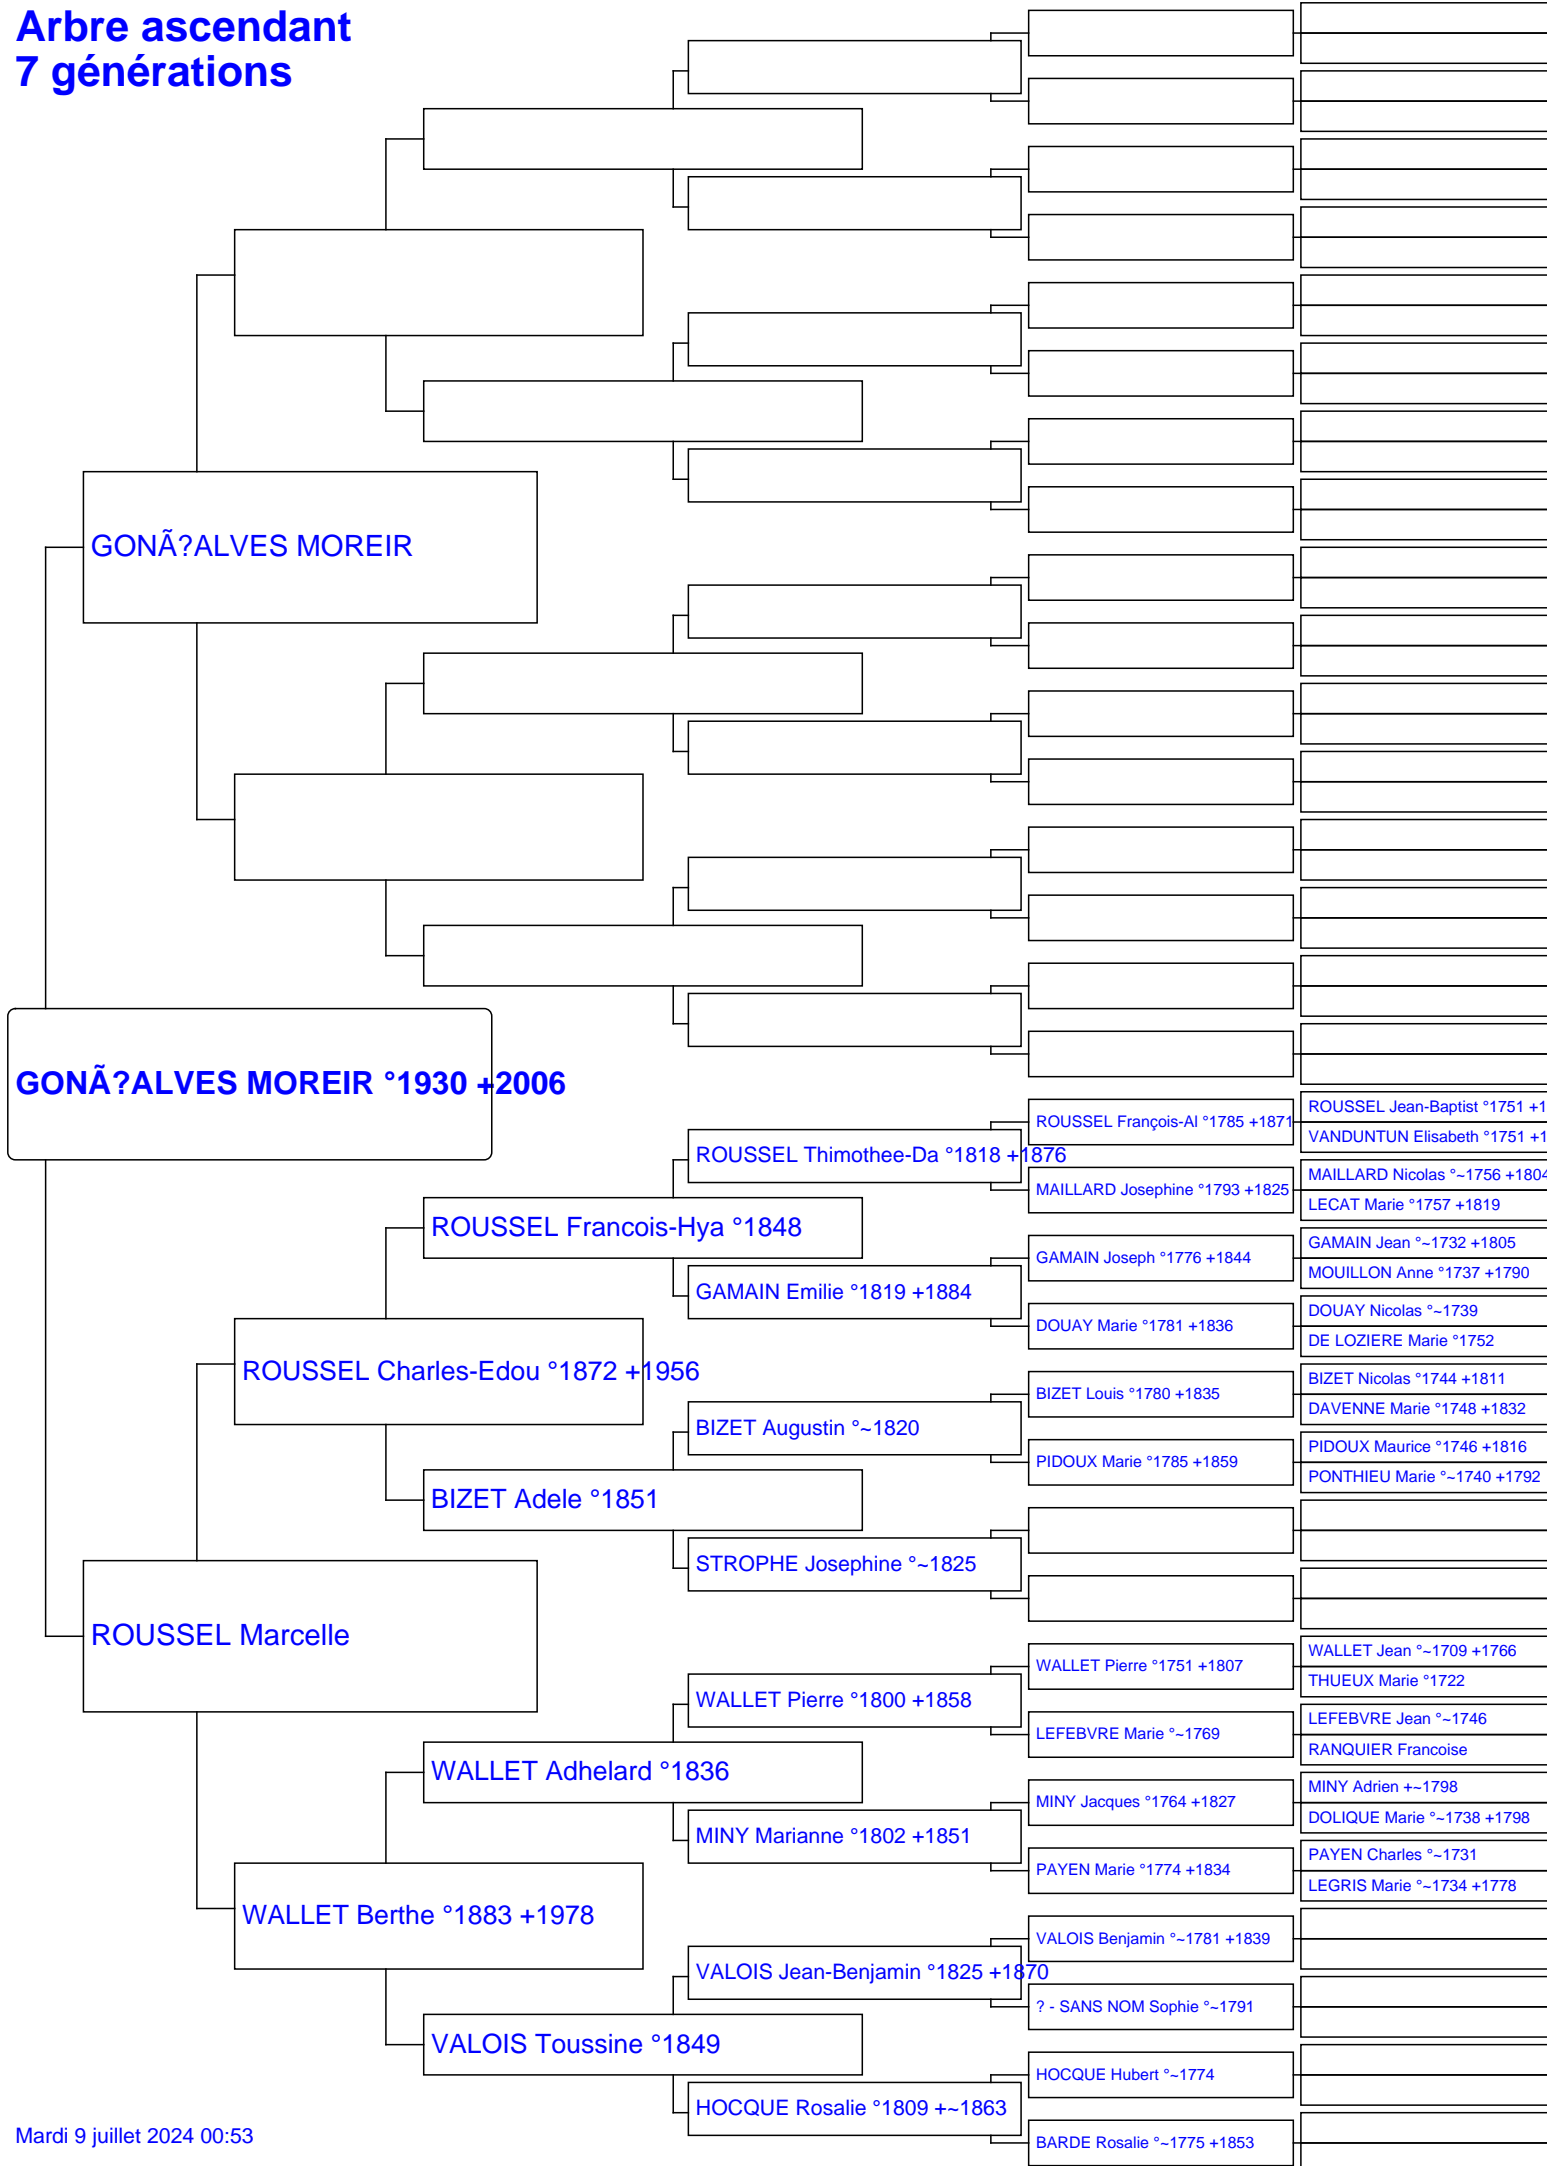 Arbre ascendant
7 générations
GONÃ?ALVES MOREIR
GONÃ?ALVES MOREIR °1930 +2006
ROUSSEL François-Al °1785 +1871
ROUSSEL Jean-Baptist °1751 +1
VANDUNTUN Elisabeth °1751 +1
ROUSSEL Thimothee-Da °1818 +1876
MAILLARD Josephine °1793 +1825
MAILLARD Nicolas °~1756 +1804
LECAT Marie °1757 +1819
ROUSSEL Francois-Hya °1848
GAMAIN Joseph °1776 +1844
GAMAIN Jean °~1732 +1805
MOUILLON Anne °1737 +1790
GAMAIN Emilie °1819 +1884
DOUAY Marie °1781 +1836
DOUAY Nicolas °~1739
DE LOZIERE Marie °1752
ROUSSEL Charles-Edou °1872 +1956
BIZET Louis °1780 +1835
BIZET Nicolas °1744 +1811
DAVENNE Marie °1748 +1832
BIZET Augustin °~1820
PIDOUX Marie °1785 +1859
PIDOUX Maurice °1746 +1816
PONTHIEU Marie °~1740 +1792
BIZET Adele °1851
STROPHE Josephine °~1825
ROUSSEL Marcelle
WALLET Pierre °1751 +1807
WALLET Jean °~1709 +1766
THUEUX Marie °1722
WALLET Pierre °1800 +1858
LEFEBVRE Marie °~1769
LEFEBVRE Jean °~1746
RANQUIER Francoise
WALLET Adhelard °1836
MINY Jacques °1764 +1827
MINY Adrien +~1798
DOLIQUE Marie °~1738 +1798
MINY Marianne °1802 +1851
PAYEN Marie °1774 +1834
PAYEN Charles °~1731
LEGRIS Marie °~1734 +1778
WALLET Berthe °1883 +1978
VALOIS Benjamin °~1781 +1839
VALOIS Jean-Benjamin °1825 +1870
? - SANS NOM Sophie °~1791
VALOIS Toussine °1849
HOCQUE Hubert °~1774
HOCQUE Rosalie °1809 +~1863
BARDE Rosalie °~1775 +1853
Mardi 9 juillet 2024 00:53